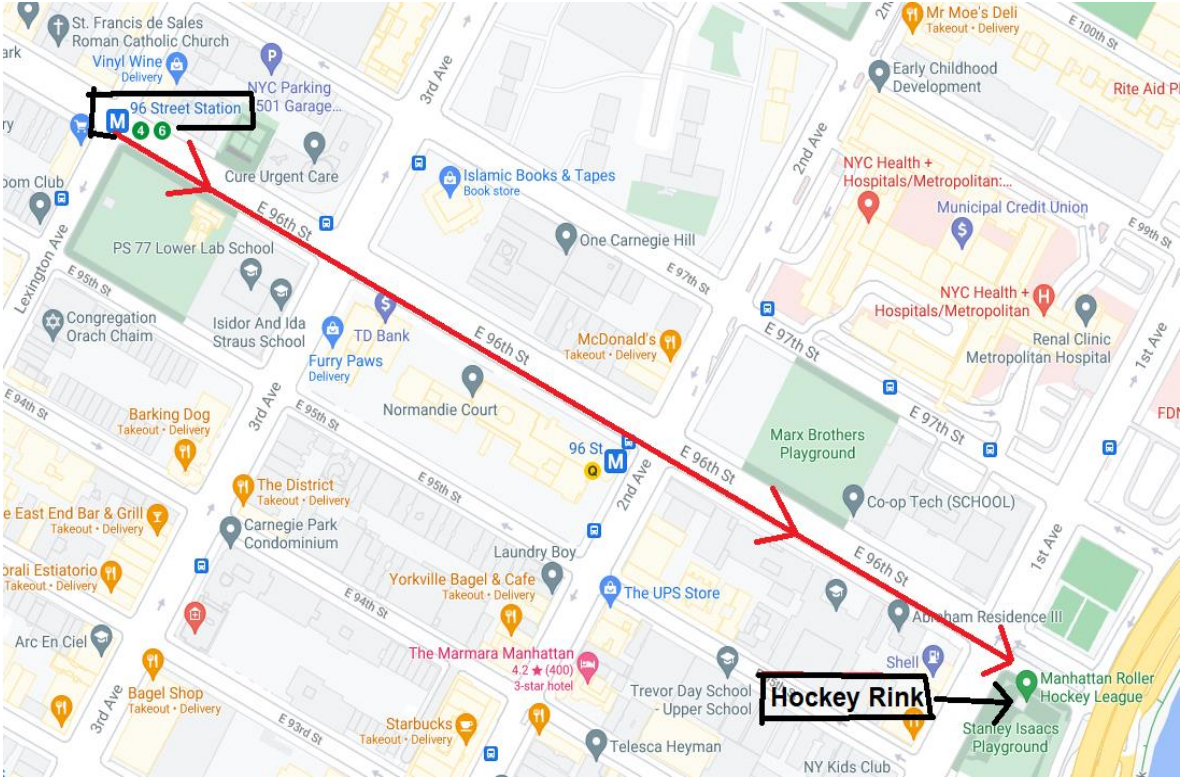 St. Francis de Sales
Roman Catholic Church
ark
Vinyl Wine
Delivery
P
NYC Parking
501 Garage...
3rd Ave
2nd
Mr Moe's Deli
Takeout • Delivery
E 100th St
Early Childhood
Development
Rite Aid
96 Street Station
M
4 6
Cure Urgent Care
Islamic Books & Tapes
Book store
2nd Ave
NYC Health +
Hospitals/Metropolitan:...
Municipal Credit Union
$
oom Club
E 96th St
One Carnegie Hill
E 99th St
PS 77 Lower Lab School
Lexington Ave
E 95th St
E 97th St
NYC Health +
Hospitals/Metropolitan
H
Congregation
Orach Chaim
Isidor And Ida
Straus School
$
TD Bank
E 96th St
McDonald's
Takeout • Delivery
E 97th St
Renal Clinic
Metropolitan Hospital
1st Ave
Furry Paws
Delivery
Normandie Court
E 94th St
3rd Ave
E 95th St
Barking Dog
Takeout • Delivery
96 St
M
Q
E 96th St
E 97th St
FDN
Marx Brothers
Playground
The District
Takeout • Delivery
E 95th St
2nd Ave
Co-op Tech (SCHOOL)
e East End Bar & Grill
Takeout • Delivery
Carnegie Park
Condominium
1st Ave
Laundry Boy
E 96th St
orali Estiatorio
Takeout • Delivery
Yorkville Bagel & Cafe
Takeout • Delivery
The UPS Store
E 94th St
Abraham Residence III
Arc En Ciel
The Marmara Manhattan
4.2 ★ (400)
3-star hotel
Shell
Bagel Shop
Takeout • Delivery
Trevor Day School
- Upper School
Hockey Rink
Manhattan Roller
Hockey League
3rd Ave
E 93rd St
Starbucks
Takeout • Delivery
Telesca Heyman
Stanley Isaacs
Playground
NY Kids Club